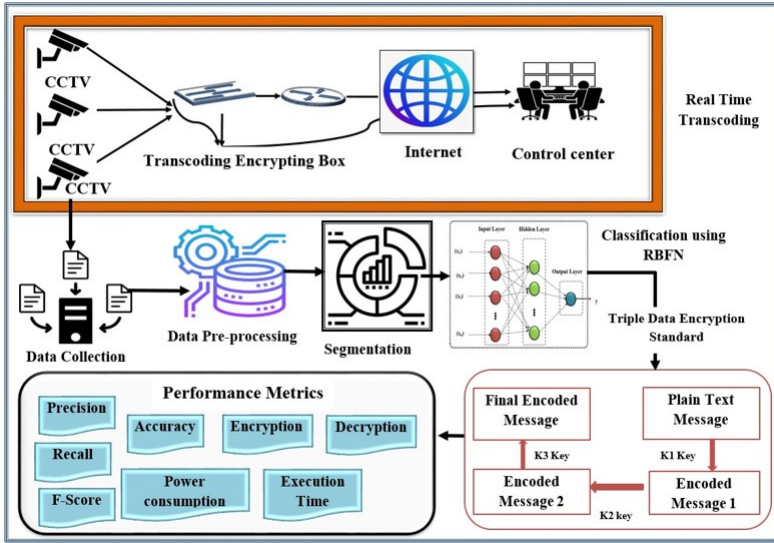 CCTV
CCTV
CCTV
Transcoding Encrypting Box
Internet
Control center
Real Time
Transcoding
Data Collection
Data Pre-processing
Segmentation
Input Layer
Hidden Layer
Output Layer
Classification using
RBFN
Triple Data Encryption
Standard
Performance Metrics
Precision
Recall
F-Score
Accuracy
Encryption
Decryption
Power
consumption
Execution
Time
Final Encoded
Message
Plain Text
Message
K3 Key
K1 Key
Encoded
Message 2
Encoded
Message 1
K2 key